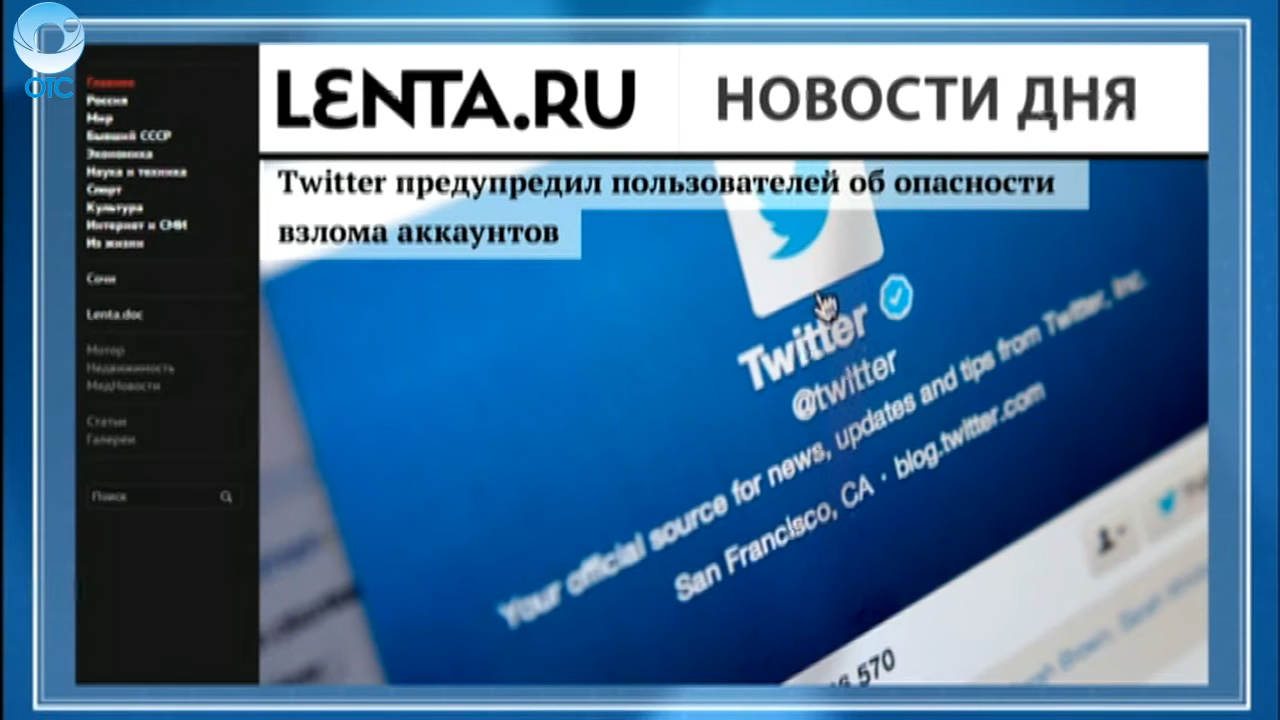 ОТС
Главное
Россия
Мир
Бывший СССР
Экономика
Наука и техника
Спорт
Культура
Интернет и СМИ
Из жизни
Сочи
Lenta.doc
Мотор
Недвижимость
МедНовости
Статьи
Галереи
Поиск
LENTA.RU
НОВОСТИ ДНЯ
Twitter предупредил пользователей об опасности
взлома аккаунтов
Twitter
@twitter
Your official source for news, updates and tips from Twitter, Inc.
San Francisco, CA · blog.twitter.com
570